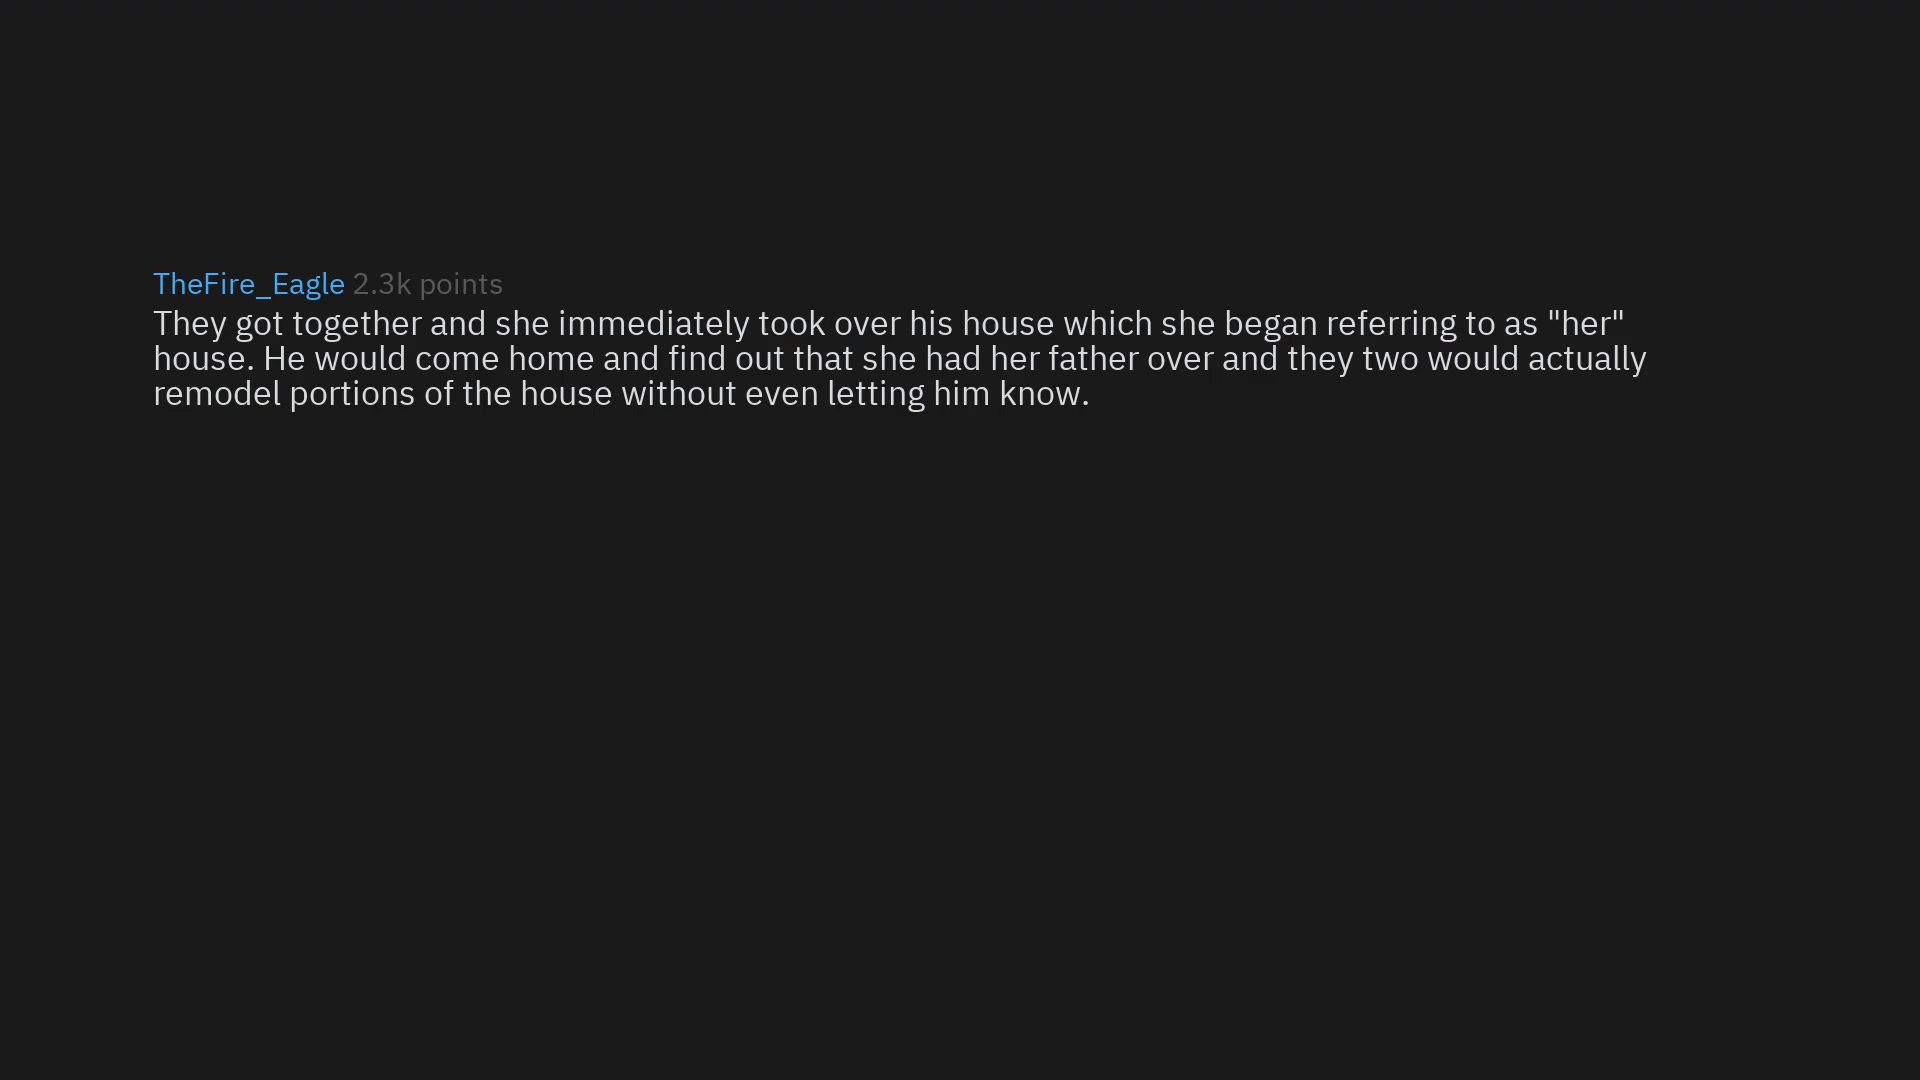 TheFire_Eagle 2.3k points
They got together and she immediately took over his house which she began referring to as "her"
house. He would come home and find out that she had her father over and they two would actually
remodel portions of the house without even letting him know.